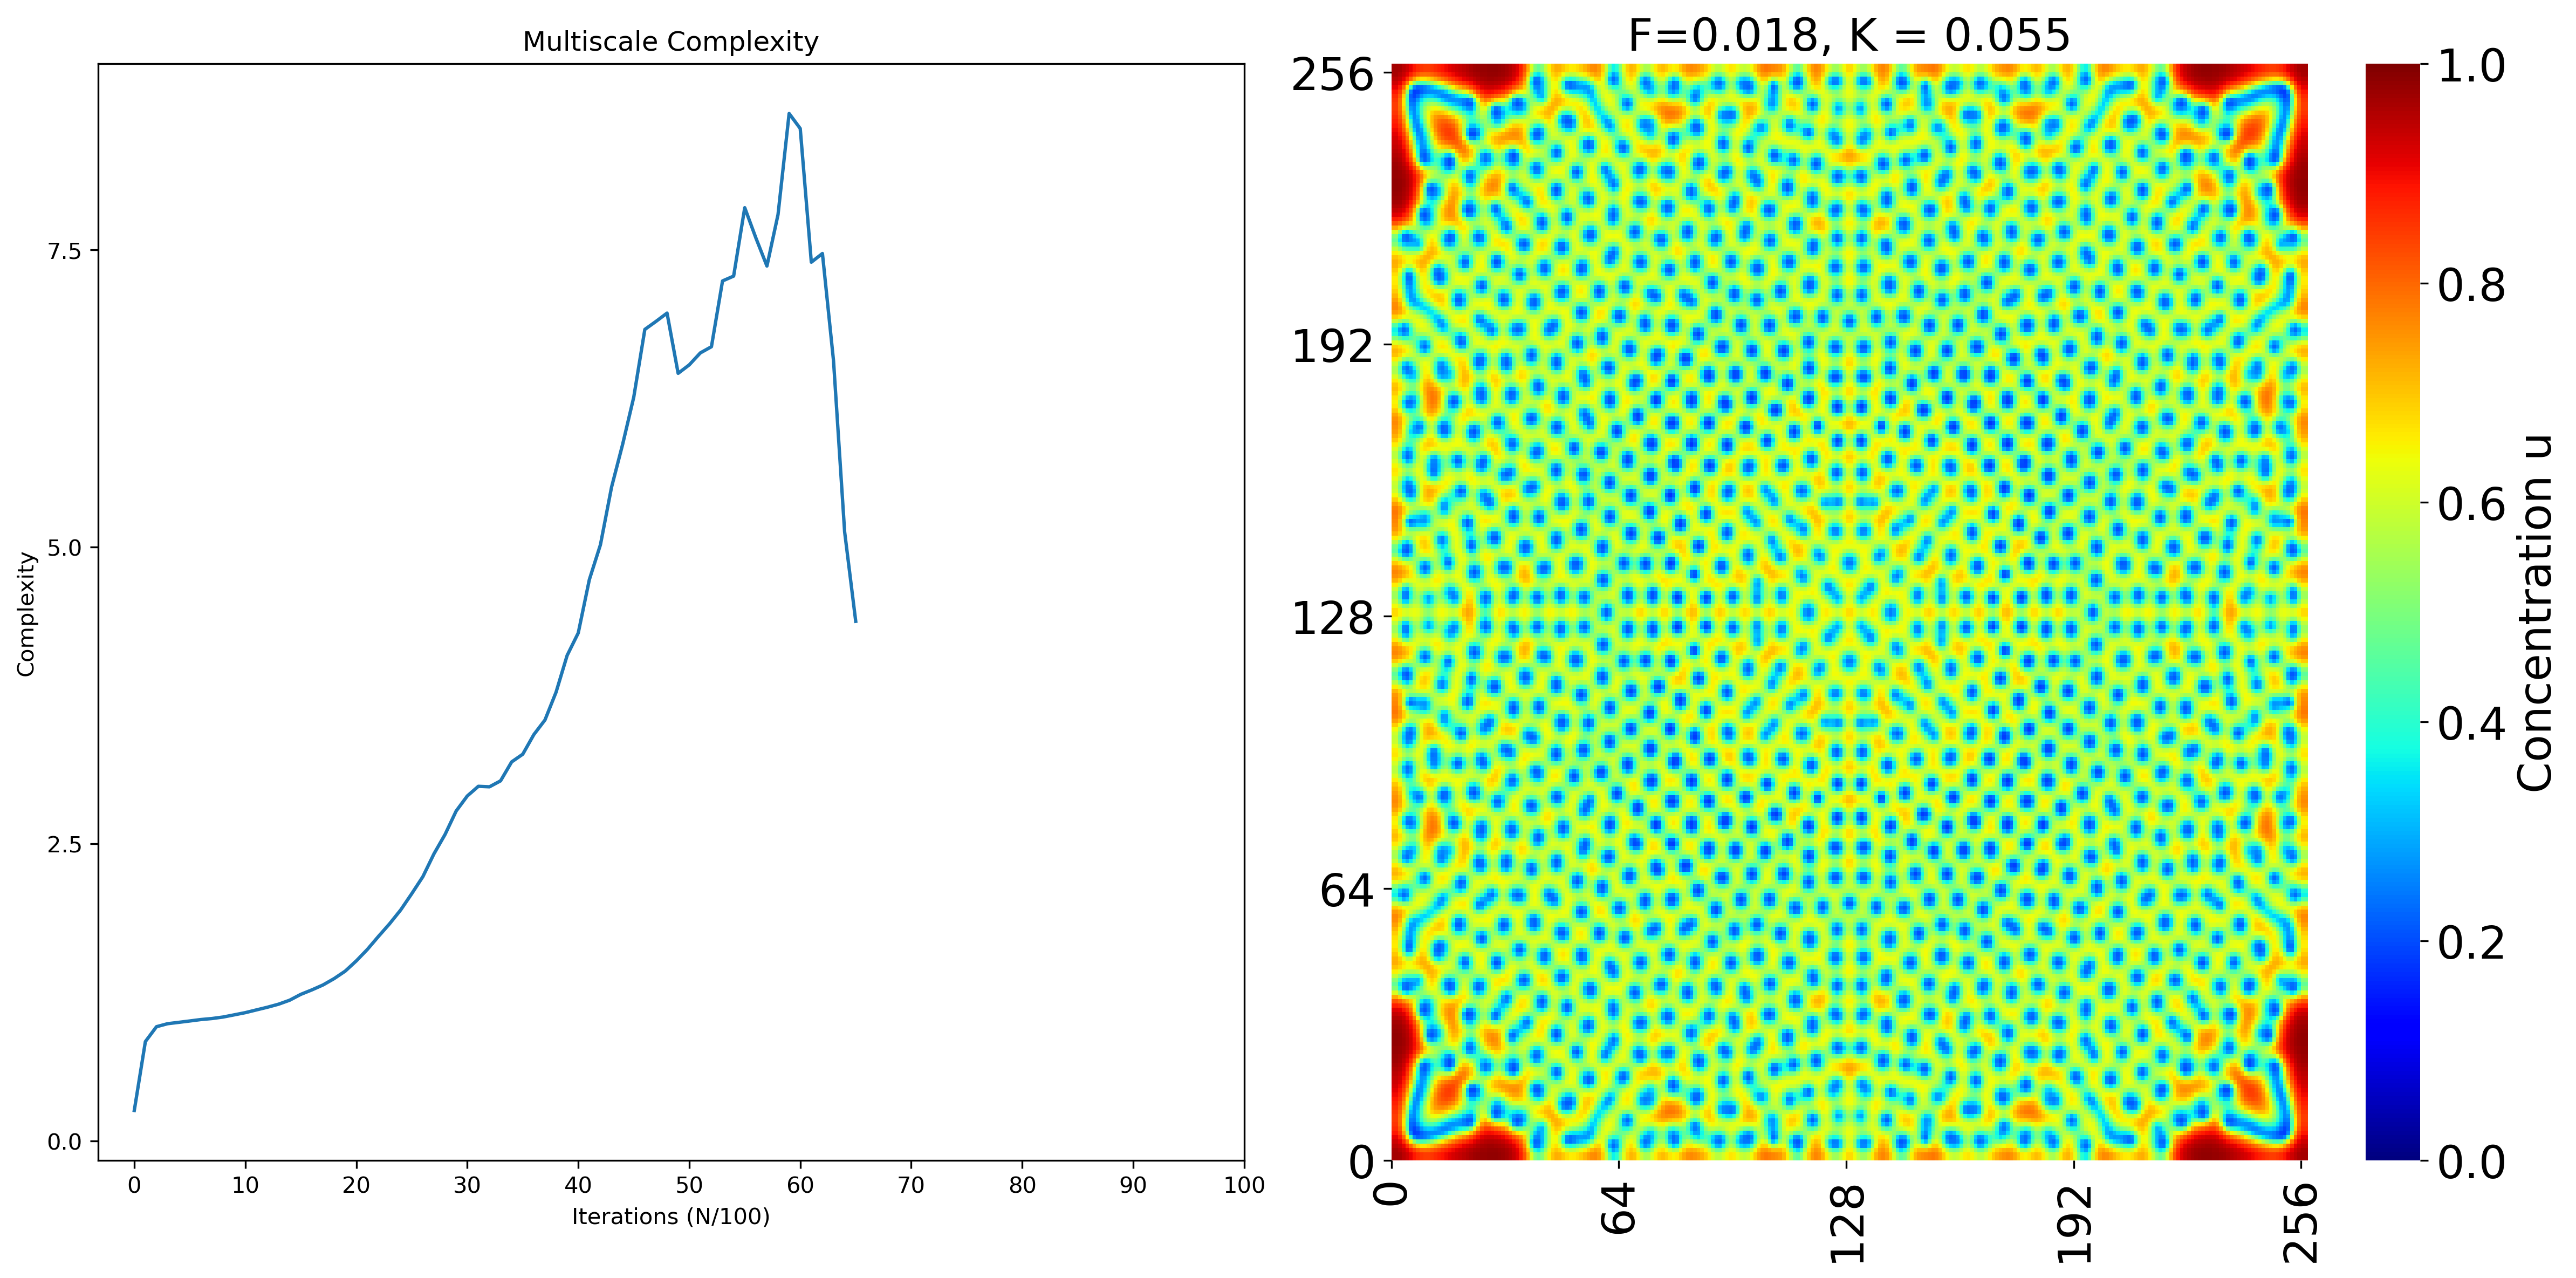 Multiscale Complexity
Complexity
7.5
5.0
2.5
0.0
0 10 20 30 40 50 60 70 80 90 100
Iterations (N/100)
F=0.018, K = 0.055
256
192
128
64
0
0 64 128 192 256
1.0
0.8
0.6
0.4
0.2
0.0
Concentration u